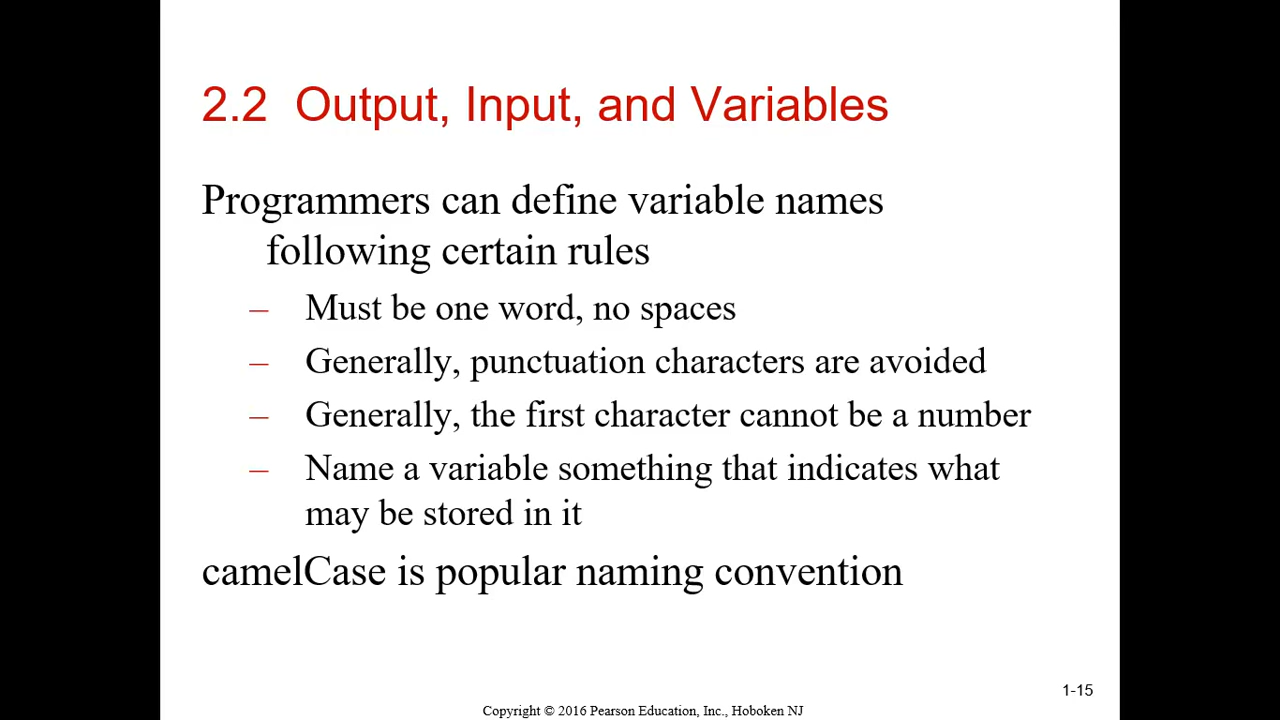 2.2 Output, Input, and Variables
Programmers can define variable names
following certain rules
– Must be one word, no spaces
– Generally, punctuation characters are avoided
– Generally, the first character cannot be a number
– Name a variable something that indicates what
may be stored in it
camelCase is popular naming convention
1-15
Copyright © 2016 Pearson Education, Inc., Hoboken NJ